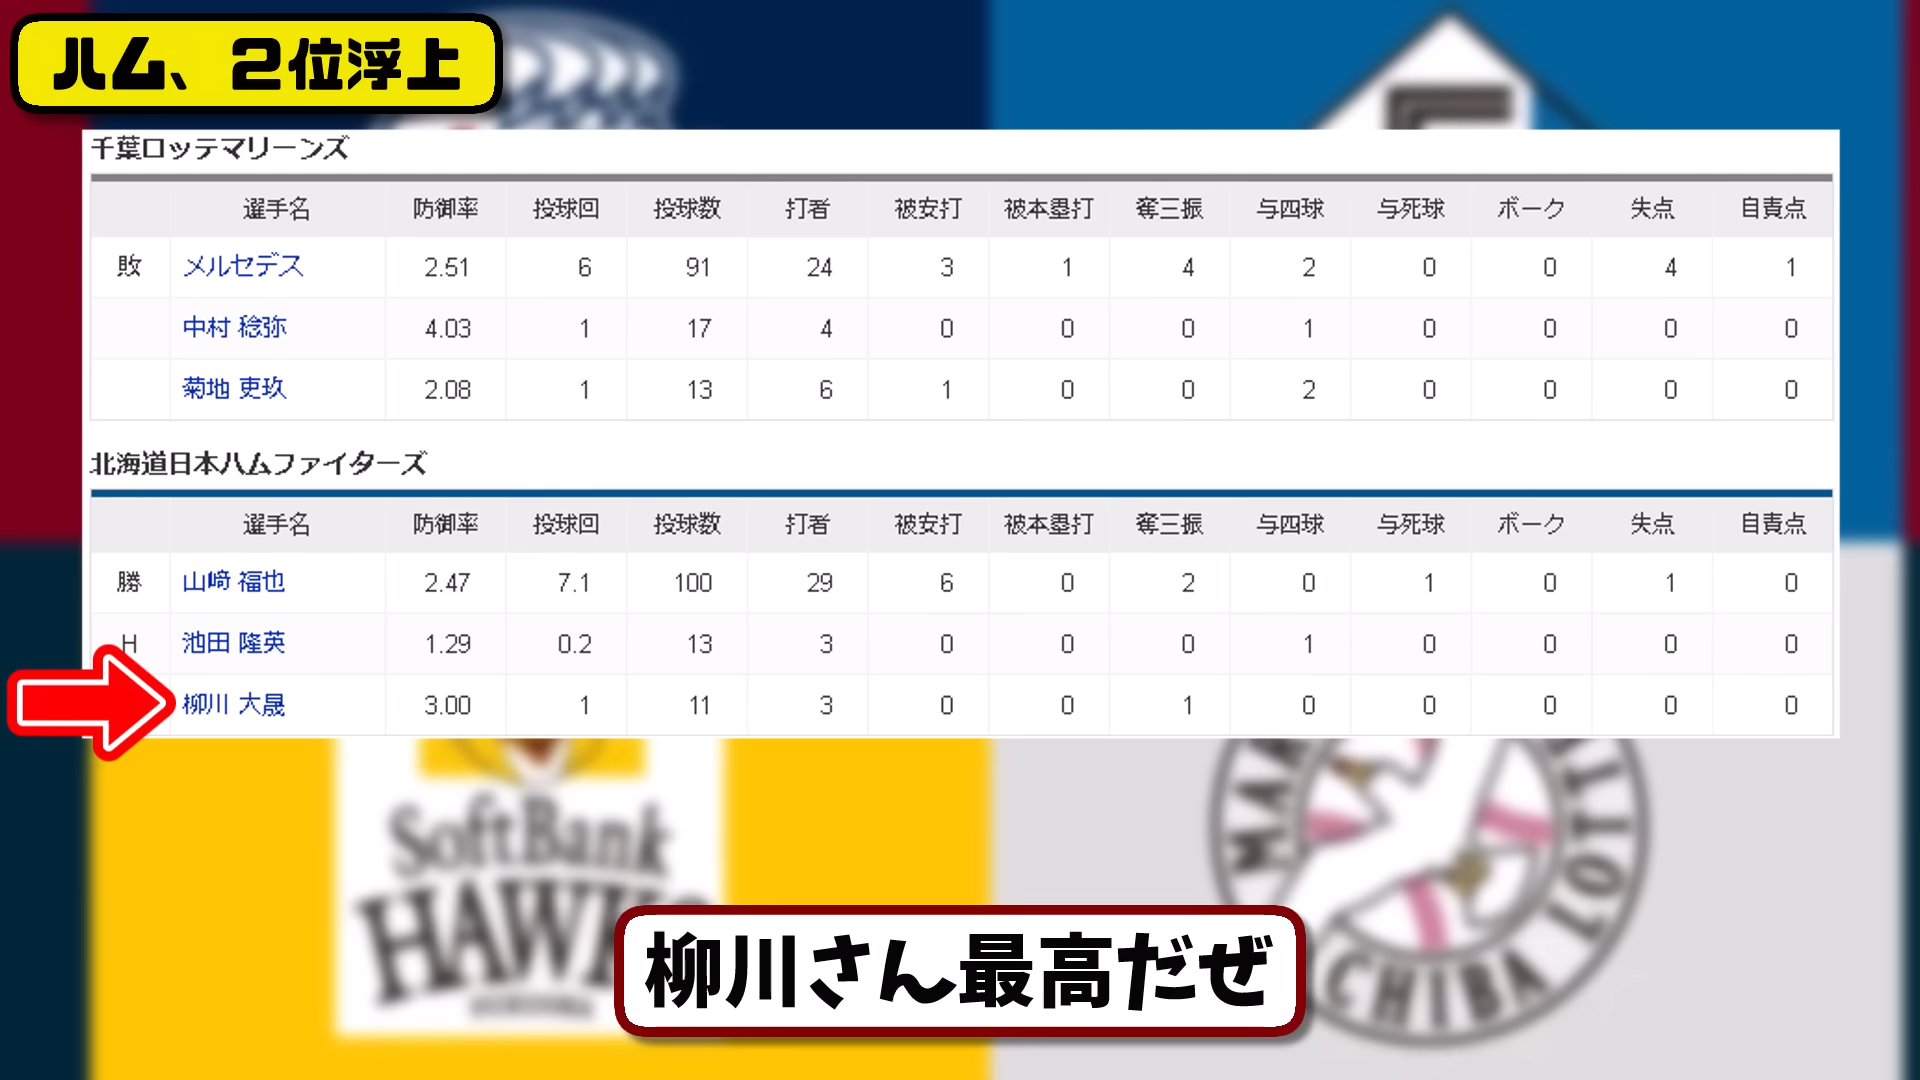 ハム、2位浮上
千葉ロッテマリーンズ
選手名 防御率 投球回 投球数 打者 被安打 被本塁打 奪三振 与四球 与死球 ボーク 失点 自責点
敗 メルセデス 2.51 6 91 24 3 1 4 2 0 0 4 1
中村 稔弥 4.03 1 17 4 0 0 0 1 0 0 0 0
菊地 吏玖 2.08 1 13 6 1 0 0 2 0 0 0 0
北海道日本ハムファイターズ
選手名 防御率 投球回 投球数 打者 被安打 被本塁打 奪三振 与四球 与死球 ボーク 失点 自責点
勝 山﨑 福也 2.47 7.1 100 29 6 0 2 0 1 0 1 0
H 池田 隆英 1.29 0.2 13 3 0 0 0 1 0 0 0 0
柳川 大晟 3.00 1 11 3 0 0 1 0 0 0 0 0
SoftBank
HAWKS
CHIBA LOTTE MAR
柳川さん最高だぜ